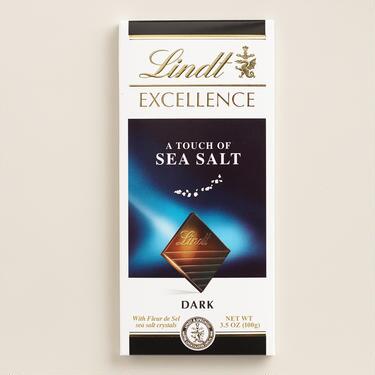 Lindt
EXCELLENCE
A TOUCH OF
SEA SALT
Lindt
DARK
With Fleur de Sel
sea salt crystals
NET WT
3.5 OZ (100g)